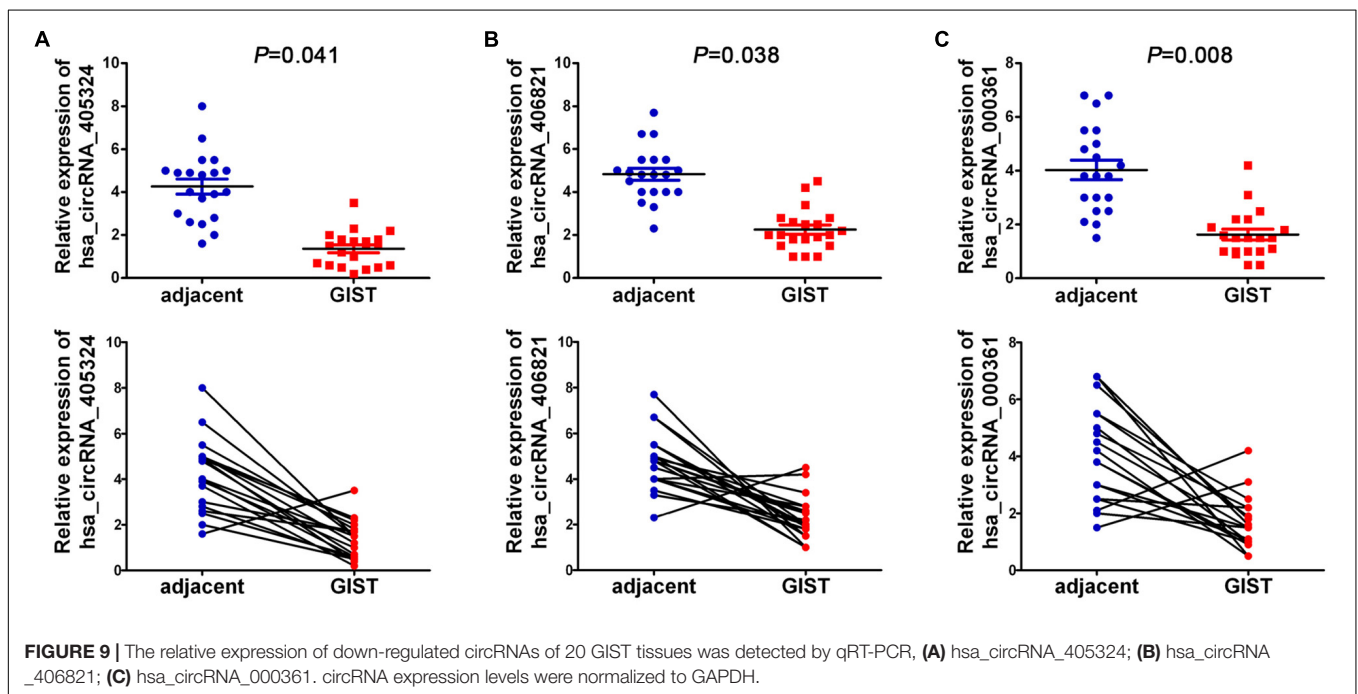 A
P=0.041
Relative expression of
hsa_circRNA_405324
10
8
6
4
2
0
adjacent
GIST
B
P=0.038
Relative expression of
hsa_circRNA_406821
10
8
6
4
2
0
adjacent
GIST
C
P=0.008
Relative expression of
hsa_circRNA_000361
8
6
4
2
0
adjacent
GIST
Relative expression of
hsa_circRNA_405324
10
8
6
4
2
0
adjacent
GIST
Relative expression of
hsa_circRNA_406821
10
8
6
4
2
0
adjacent
GIST
Relative expression of
hsa_circRNA_000361
8
6
4
2
0
adjacent
GIST
FIGURE 9 | The relative expression of down-regulated circRNAs of 20 GIST tissues was detected by qRT-PCR, (A) hsa_circRNA_405324; (B) hsa_circRNA
_406821; (C) hsa_circRNA_000361. circRNA expression levels were normalized to GAPDH.